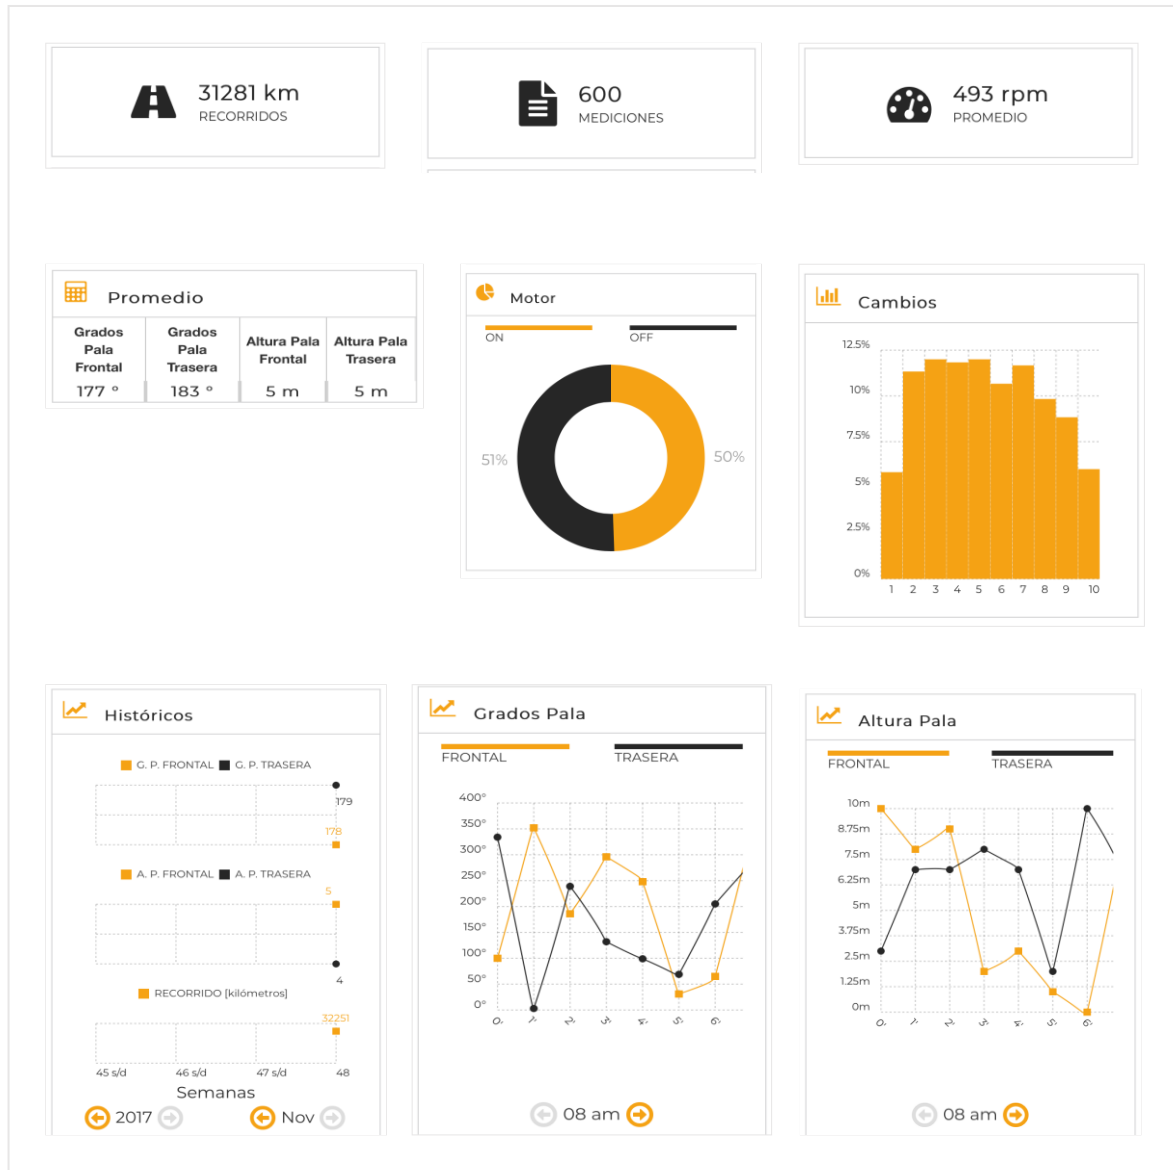 31281 km
RECORRIDOS
600
MEDICIONES
493 rpm
PROMEDIO
Promedio
Grados Pala Frontal
Grados Pala Trasera
Altura Pala Frontal
Altura Pala Trasera
177 °
183 °
5 m
5 m
Motor
ON
OFF
51%
50%
Cambios
12.5%
10%
7.5%
5%
2.5%
0%
1 2 3 4 5 6 7 8 9 10
Históricos
G. P. FRONTAL G. P. TRASERA
179
178
A. P. FRONTAL A. P. TRASERA
5
4
RECORRIDO [kilómetros]
32251
45 s/d 46 s/d 47 s/d 48
Semanas
2017 Nov
Grados Pala
FRONTAL TRASERA
400°
350°
300°
250°
200°
150°
100°
50°
0°
0' 1' 2' 3' 4' 5' 6'
08 am
Altura Pala
FRONTAL TRASERA
10m
8.75m
7.5m
6.25m
5m
3.75m
2.5m
1.25m
0m
0' 1' 2' 3' 4' 5' 6'
08 am